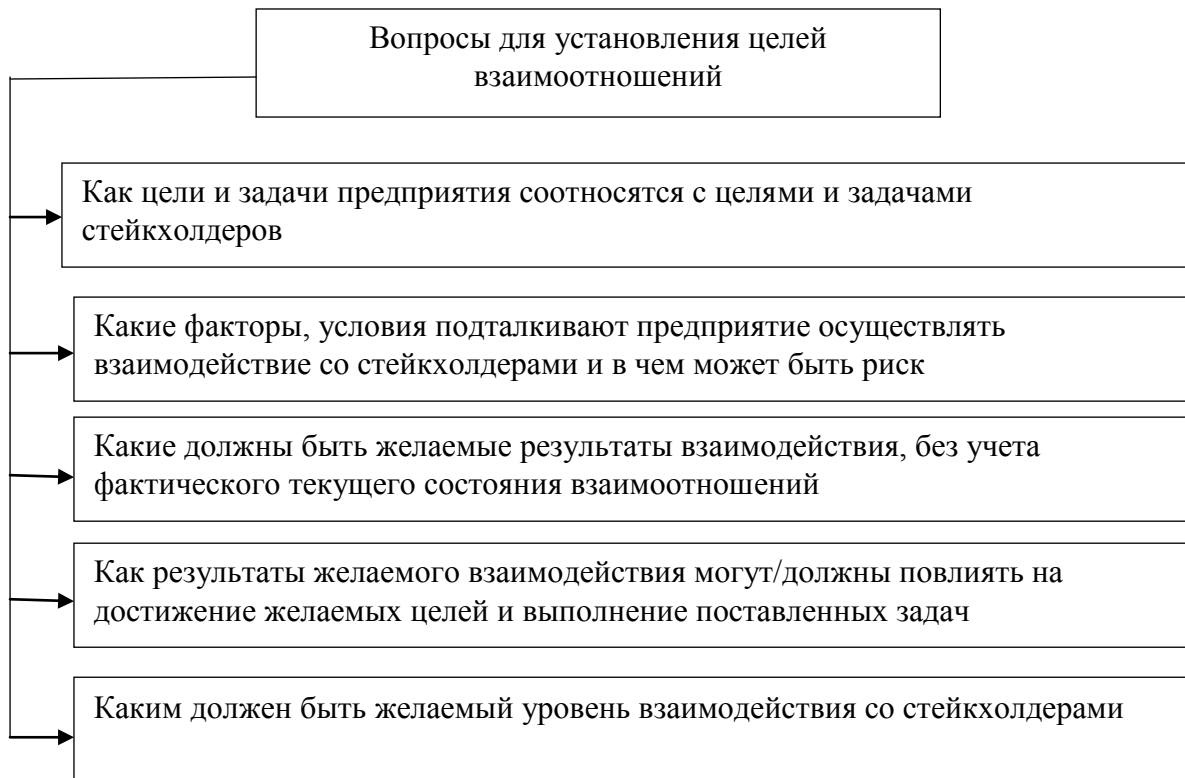 Вопросы для установления целей
взаимоотношений
Как цели и задачи предприятия соотносятся с целями и задачами
стейкхолдеров
Какие факторы, условия подталкивают предприятие осуществлять
взаимодействие со стейкхолдерами и в чем может быть риск
Какие должны быть желаемые результаты взаимодействия, без учета
фактического текущего состояния взаимоотношений
Как результаты желаемого взаимодействия могут/должны повлиять на
достижение желаемых целей и выполнение поставленных задач
Каким должен быть желаемый уровень взаимодействия со стейкхолдерами